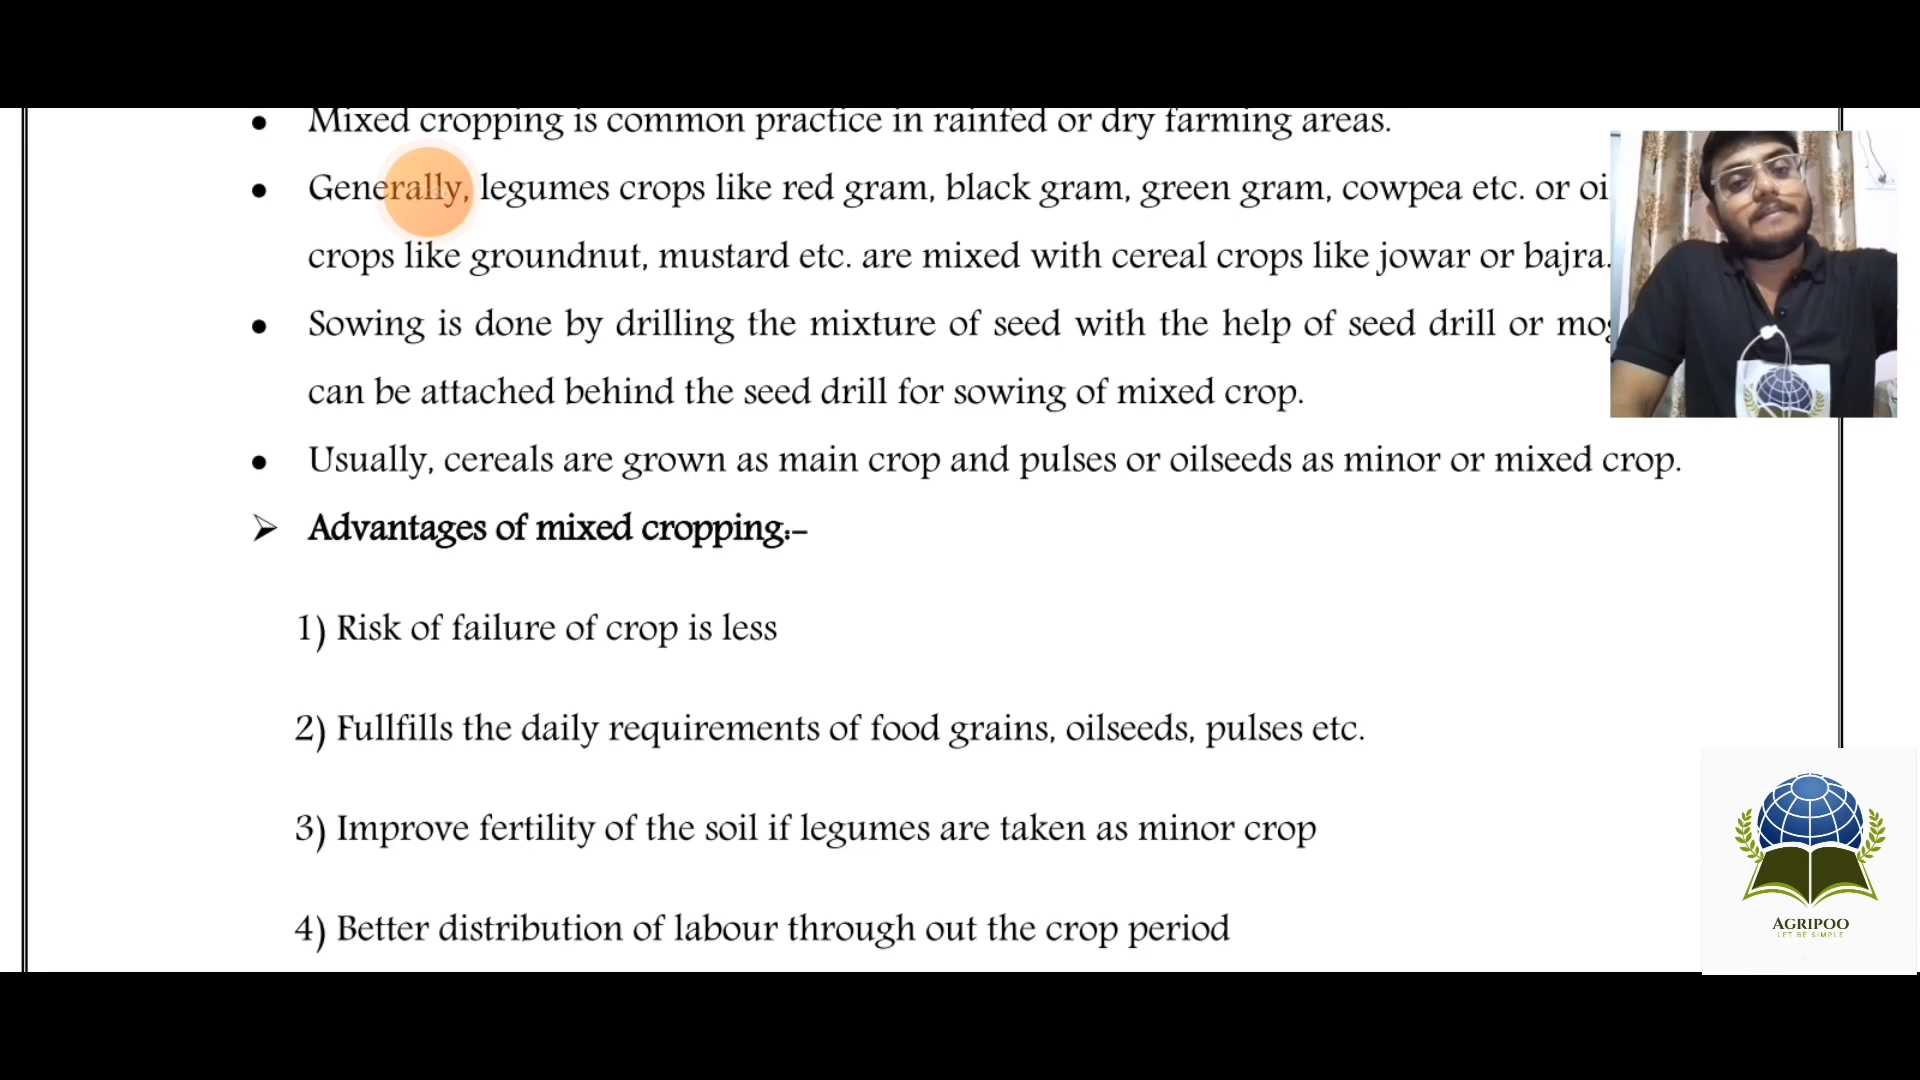 Mixed cropping is common practice in rainfed or dry farming areas.
Generally, legumes crops like red gram, black gram, green gram, cowpea etc. or oi
crops like groundnut, mustard etc. are mixed with cereal crops like jowar or bajra.
Sowing is done by drilling the mixture of seed with the help of seed drill or
can be attached behind the seed drill for sowing of mixed crop.
Usually, cereals are grown as main crop and pulses or oilseeds as minor or mixed crop.
Advantages of mixed cropping:-
1) Risk of failure of crop is less
2) Fullfills the daily requirements of food grains, oilseeds, pulses etc.
3) Improve fertility of the soil if legumes are taken as minor crop
4) Better distribution of labour through out the crop period
AGRIPOO
LET BE SIMPLE